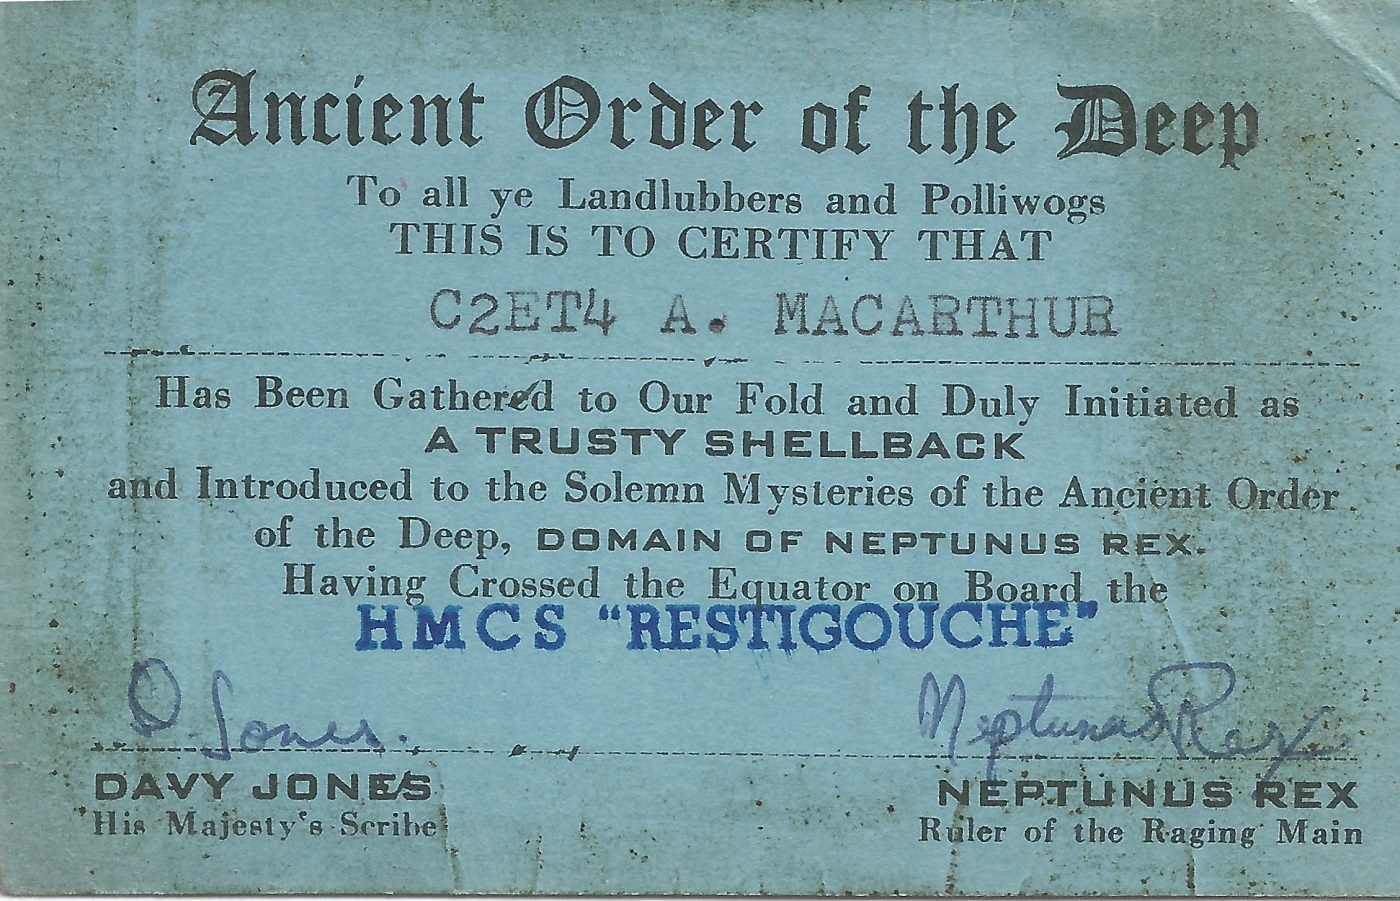 Ancient Order of the Deep
To all ye Landlubbers and Polliwogs
THIS IS TO CERTIFY THAT
C2ET4 A. MACARTHUR
Has Been Gathered to Our Fold and Duly Initiated as
A TRUSTY SHELLBACK
and Introduced to the Solemn Mysteries of the Ancient Order
of the Deep, DOMAIN OF NEPTUNUS REX.
Having Crossed the Equator on Board the
HMCS "RESTIGOUCHE"
D. Jones.
Neptunus Rex
DAVY JONES
His Majesty's Scribe
NEPTUNUS REX
Ruler of the Raging Main